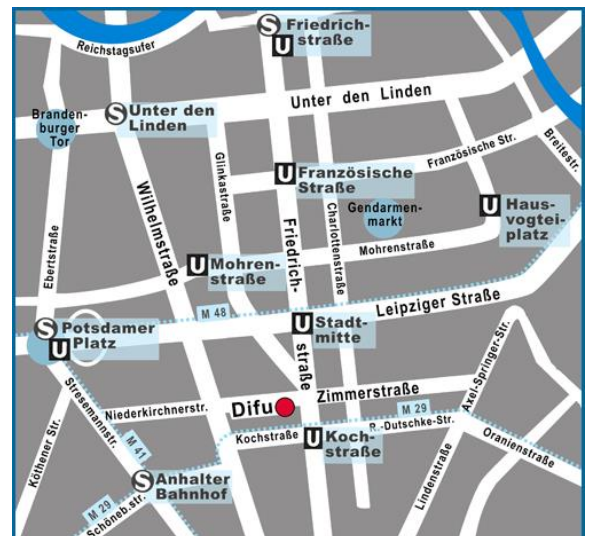 S Friedrich-
U straße
Reichstagsufer
Unter den Linden
Branden-
burger
Tor
S Unter den
Linden
Breitestr.
Glinkastraße
Französische Str.
U Französische
Straße
Wilhelmstraße
Friedrich-
straße
Charlottenstraße
Gendarmen-
markt
U Haus-
vogtei-
platz
Ebertstraße
Mohrenstraße
U Mohren-
straße
M 48
Leipziger Straße
S Potsdamer
U Platz
U Stadt-
mitte
Axel-Springer-Str.
Zimmerstraße
Niederkirchnerstr.
Difu
M 29
Stresemannstr.
Kochstraße
R.-Dutschke-Str.
U Koch-
straße
Oranienstraße
M 41
Köthener Str.
S Anhalter
Bahnhof
Lindenstraße
M 29
Schöneb.str.